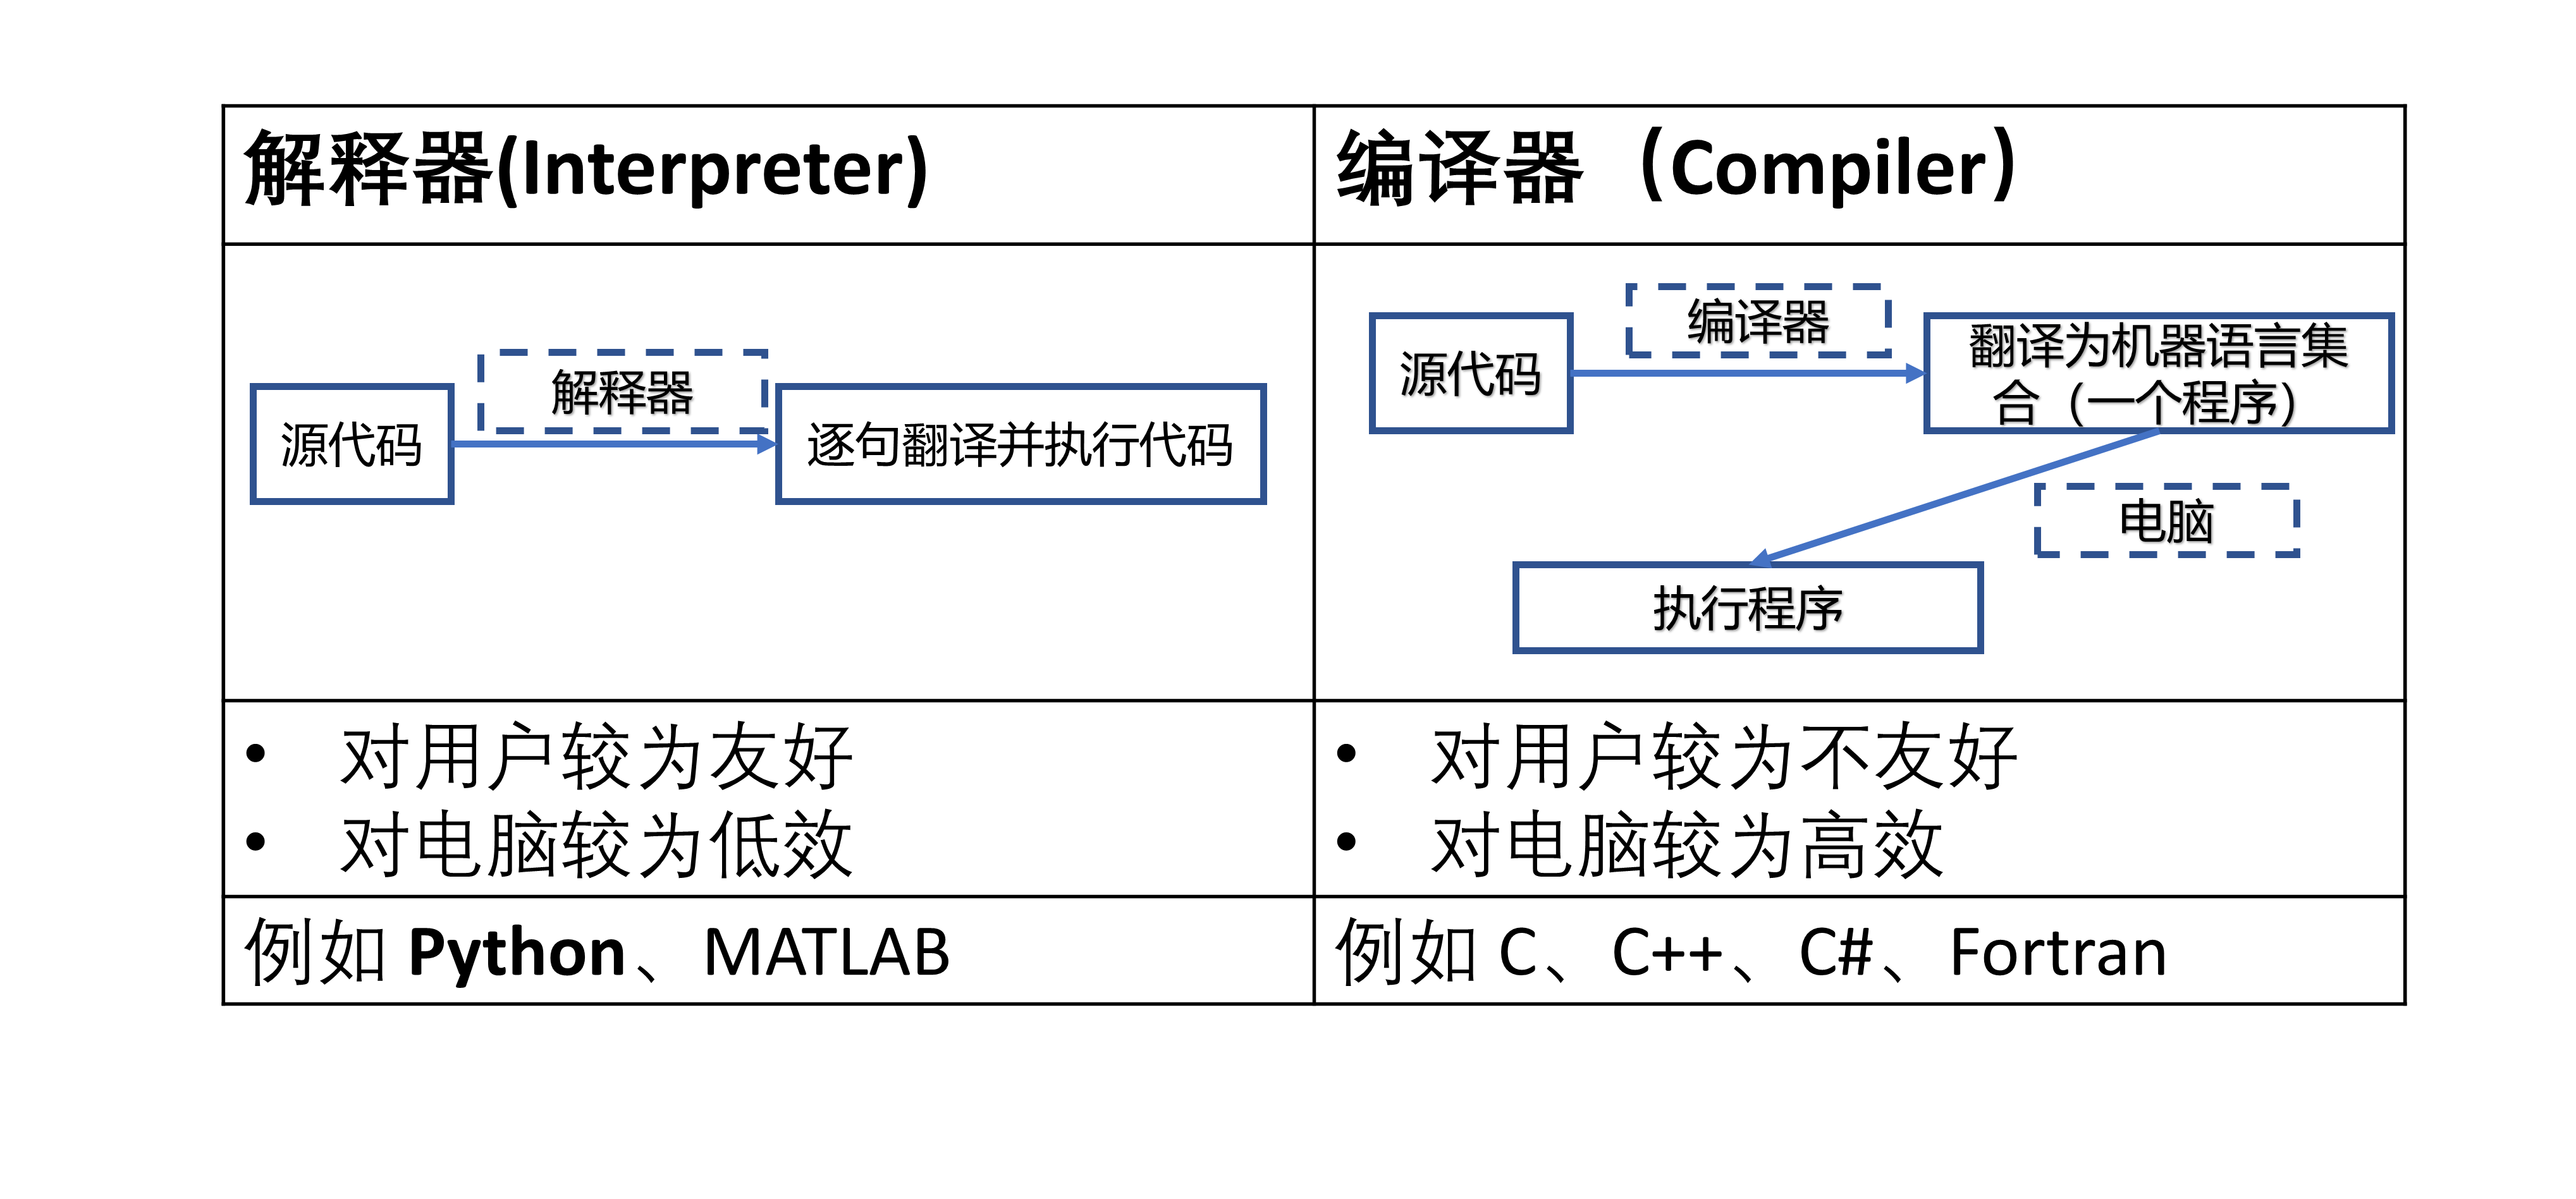 解释器(Interpreter)
编译器（Compiler）
解释器
源代码
逐句翻译并执行代码
编译器
源代码
翻译为机器语言集
合（一个程序）
电脑
执行程序
• 对用户较为友好
• 对电脑较为低效
• 对用户较为不友好
• 对电脑较为高效
例如 Python、MATLAB
例如 C、C++、C#、Fortran